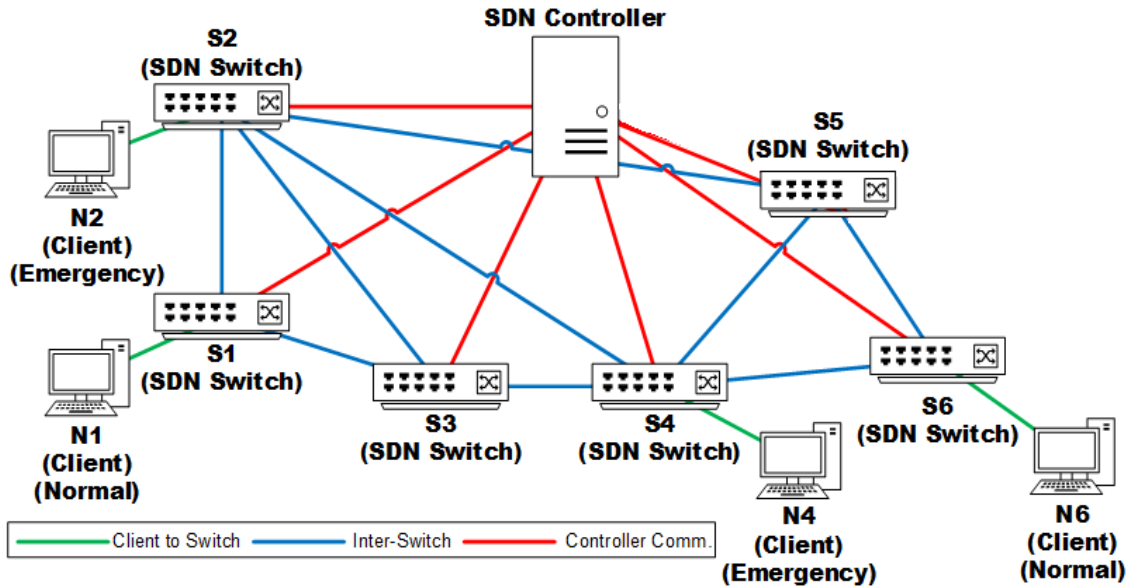 SDN Controller
S2
(SDN Switch)
S5
(SDN Switch)
N2
(Client)
(Emergency)
S1
(SDN Switch)
N1
(Client)
(Normal)
S3
(SDN Switch)
S4
(SDN Switch)
S6
(SDN Switch)
N4
(Client)
(Emergency)
N6
(Client)
(Normal)
Client to Switch
Inter-Switch
Controller Comm.